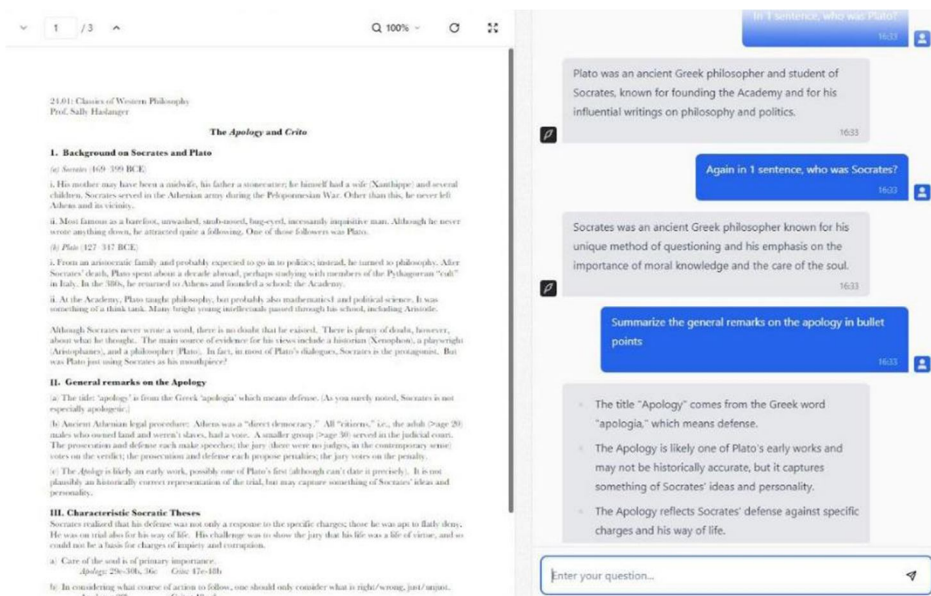 1 / 3
100%
24.01: Classics of Western Philosophy
Prof. Sally Haslanger
The Apology and Crito
I. Background on Socrates and Plato
(a) Socrates (469–399 BCE)
i. His mother may have been a midwife, his father a stonecutter; he himself had a wife (Xanthippe) and several
children. Socrates served in the Athenian army during the Peloponnesian War. Other than this, he never left
Athens and its vicinity.
ii. Most famous as a barefoot, unwashed, snub-nosed, bug-eyed, incessantly inquisitive man. Although he never
wrote anything down, he attracted quite a following. One of those followers was Plato.
(b) Plato (427–347 BCE)
i. From an aristocratic family and probably expected to go in to politics; instead, he turned to philosophy. After
Socrates' death, Plato spent about a decade abroad, perhaps studying with members of the Pythagorean "cult"
in Italy. In the 380s, he returned to Athens and founded a school: the Academy.
ii. At the Academy, Plato taught philosophy, but probably also mathematics1 and political science. It was
something of a think tank. Many bright young intellectuals passed through his school, including Aristotle.
Although Socrates never wrote a word, there is no doubt that he existed. There is plenty of doubt, however,
about what he thought. The main source of evidence for his views include a historian (Xenophon), a playwright
(Aristophanes), and a philosopher (Plato). In fact, in most of Plato's dialogues, Socrates is the protagonist. But
was Plato just using Socrates as his mouthpiece?
II. General remarks on the Apology
(a) The title: 'apology' is from the Greek 'apologia' which means defense. (As you surely noted, Socrates is not
especially apologetic.)
(b) Ancient Athenian legal procedure: Athens was a "direct democracy." All "citizens," i.e., the adult (>age 20)
males who owned land and weren't slaves, had a vote. A smaller group (>age 30) served in the judicial court.
The prosecution and defense each make speeches; the jury (there were no judges, in the contemporary sense)
votes on the verdict; the prosecution and defense each propose penalties; the jury votes on the penalty.
(c) The Apology is likely an early work, possibly one of Plato's first (although can't date it precisely). It is not
plausibly an historically correct representation of the trial, but may capture something of Socrates' ideas and
personality.
III. Characteristic Socratic Theses
Socrates realized that his defense was not only a response to the specific charges; those he was apt to flatly deny.
He was on trial also for his way of life. His challenge was to show the jury that his life was a life of virtue, and so
could not be a basis for charges of impiety and corruption.
a) Care of the soul is of primary importance.
Apology: 29e-30b, 36c Crito: 47e-48b
b) In considering what course of action to follow, one should only consider what is right/wrong, just/unjust.
In 1 sentence, who was Plato?
16:33
Plato was an ancient Greek philosopher and student of
Socrates, known for founding the Academy and for his
influential writings on philosophy and politics.
16:33
Again in 1 sentence, who was Socrates?
16:33
Socrates was an ancient Greek philosopher known for his
unique method of questioning and his emphasis on the
importance of moral knowledge and the care of the soul.
16:33
Summarize the general remarks on the apology in bullet
points
16:33
The title "Apology" comes from the Greek word
"apologia," which means defense.
The Apology is likely one of Plato's early works and
may not be historically accurate, but it captures
something of Socrates' ideas and personality.
The Apology reflects Socrates' defense against specific
charges and his way of life.
Enter your question...